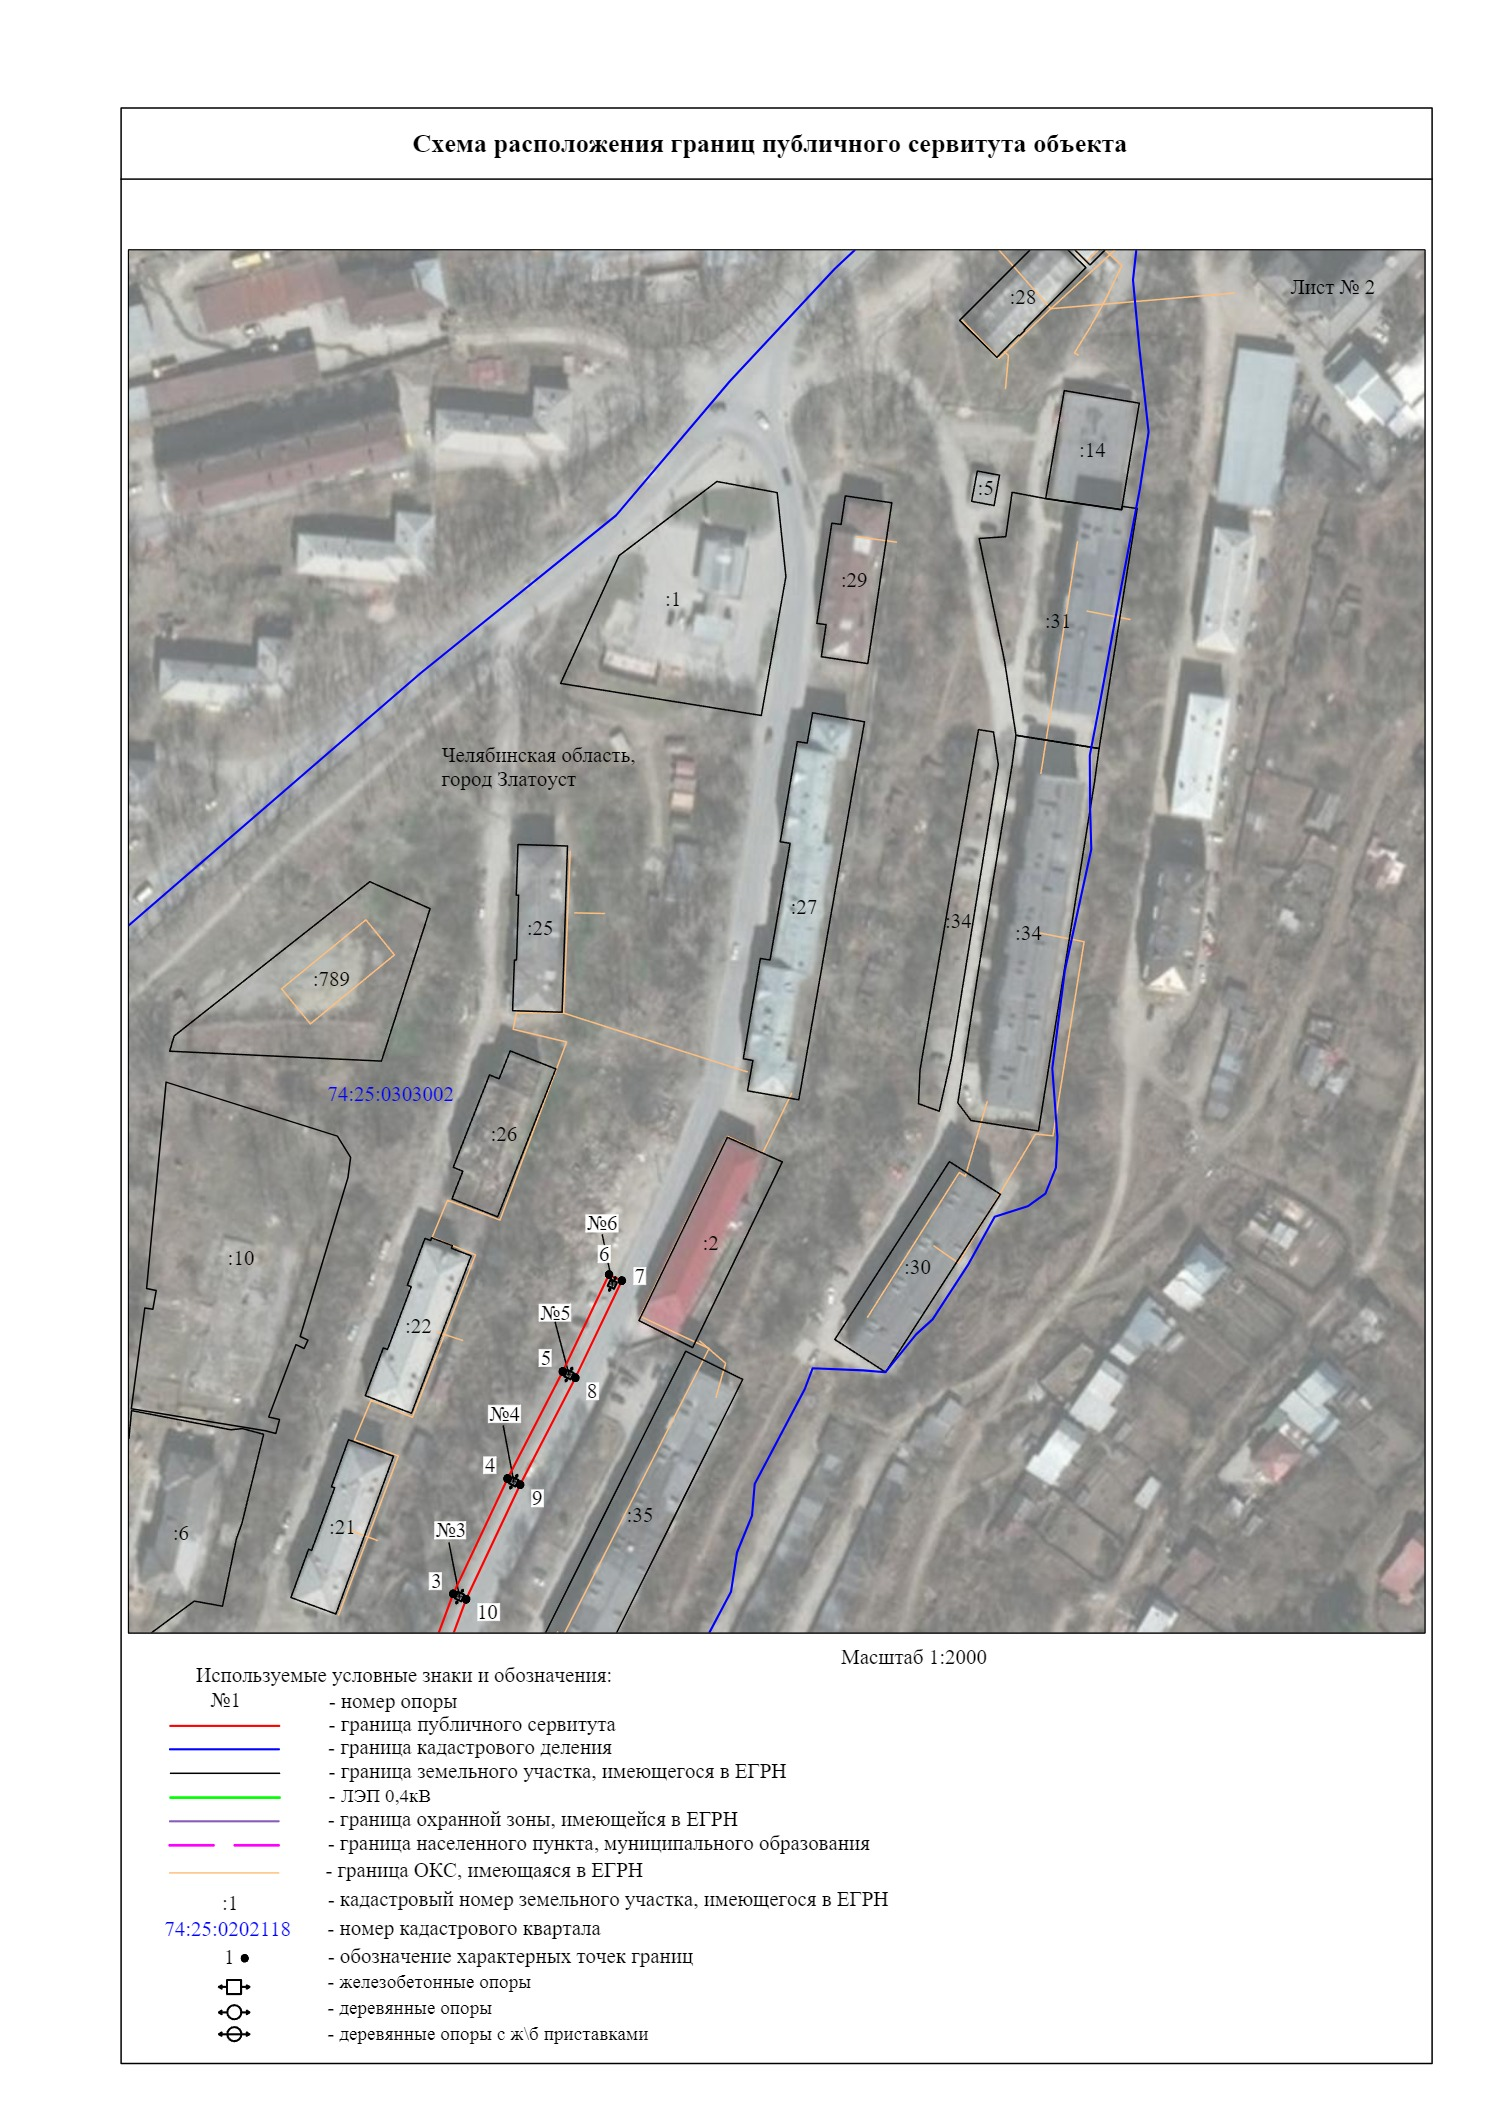 Схема расположения границ публичного сервитута объекта
Лист № 2
:28
:14
:5
:29
:1
:31
Челябинская область,
город Златоуст
:27
:34
:34
:25
:789
74:25:0303002
:26
:10
:2
№6
6
7
:30
№5
:22
5
8
№4
4
9
:35
№3
:21
:6
3
10
Масштаб 1:2000
Используемые условные знаки и обозначения:
№1 - номер опоры
- граница публичного сервитута
- граница кадастрового деления
- граница земельного участка, имеющегося в ЕГРН
- ЛЭП 0,4кВ
- граница охранной зоны, имеющейся в ЕГРН
- граница населенного пункта, муниципального образования
- граница ОКС, имеющаяся в ЕГРН
:1 - кадастровый номер земельного участка, имеющегося в ЕГРН
74:25:0202118 - номер кадастрового квартала
1 - обозначение характерных точек границ
- железобетонные опоры
- деревянные опоры
- деревянные опоры с ж\б приставками